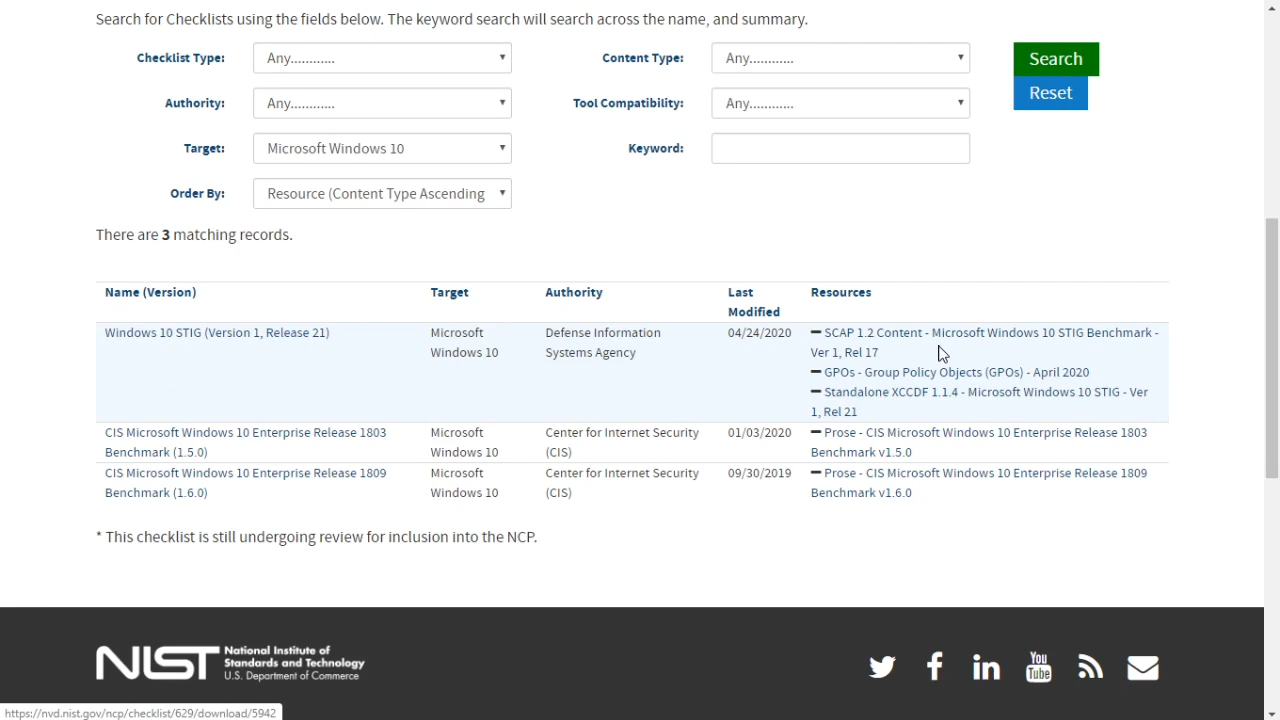 Search for Checklists using the fields below. The keyword search will search across the name, and summary.
Checklist Type: Any............ Content Type: Any............ Search
Reset
Authority: Any............ Tool Compatibility: Any............
Target: Microsoft Windows 10 Keyword:
Order By: Resource (Content Type Ascending
There are 3 matching records.
Name (Version) Target Authority Last Modified Resources
Windows 10 STIG (Version 1, Release 21)
Microsoft
Windows 10
Defense Information
Systems Agency
04/24/2020
SCAP 1.2 Content - Microsoft Windows 10 STIG Benchmark -
Ver 1, Rel 17
GPOs - Group Policy Objects (GPOs) - April 2020
Standalone XCCDF 1.1.4 - Microsoft Windows 10 STIG - Ver
1, Rel 21
CIS Microsoft Windows 10 Enterprise Release 1803
Benchmark (1.5.0)
Microsoft
Windows 10
Center for Internet Security
(CIS)
01/03/2020
Prose - CIS Microsoft Windows 10 Enterprise Release 1803
Benchmark v1.5.0
CIS Microsoft Windows 10 Enterprise Release 1809
Benchmark (1.6.0)
Microsoft
Windows 10
Center for Internet Security
(CIS)
09/30/2019
Prose - CIS Microsoft Windows 10 Enterprise Release 1809
Benchmark v1.6.0
* This checklist is still undergoing review for inclusion into the NCP.
NIST
National Institute of
Standards and Technology
U.S. Department of Commerce
You
Tube
https://nvd.nist.gov/ncp/checklist/629/download/5942